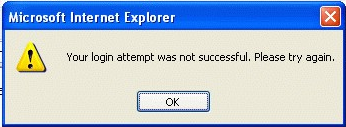 Microsoft Internet Explorer
Your login attempt was not successful. Please try again.
OK